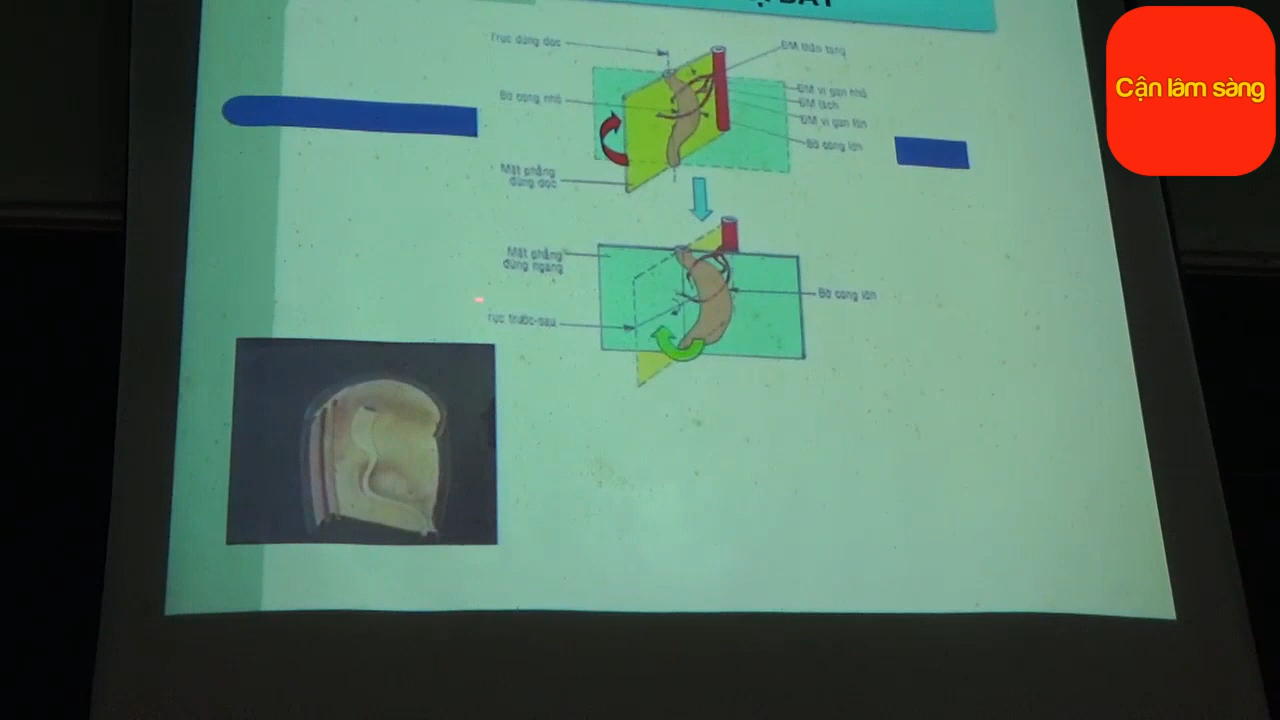 DẠ DÀY
Cận lâm sàng
Trục đứng dọc
ĐM thân tạng
ĐM vị gan nhỏ
Bờ cong nhỏ
ĐM lách
ĐM vị gan lớn
Bờ cong lớn
Mặt phẳng
đứng dọc
Mặt phẳng
đứng ngang
Bờ cong lớn
Trục trước-sau